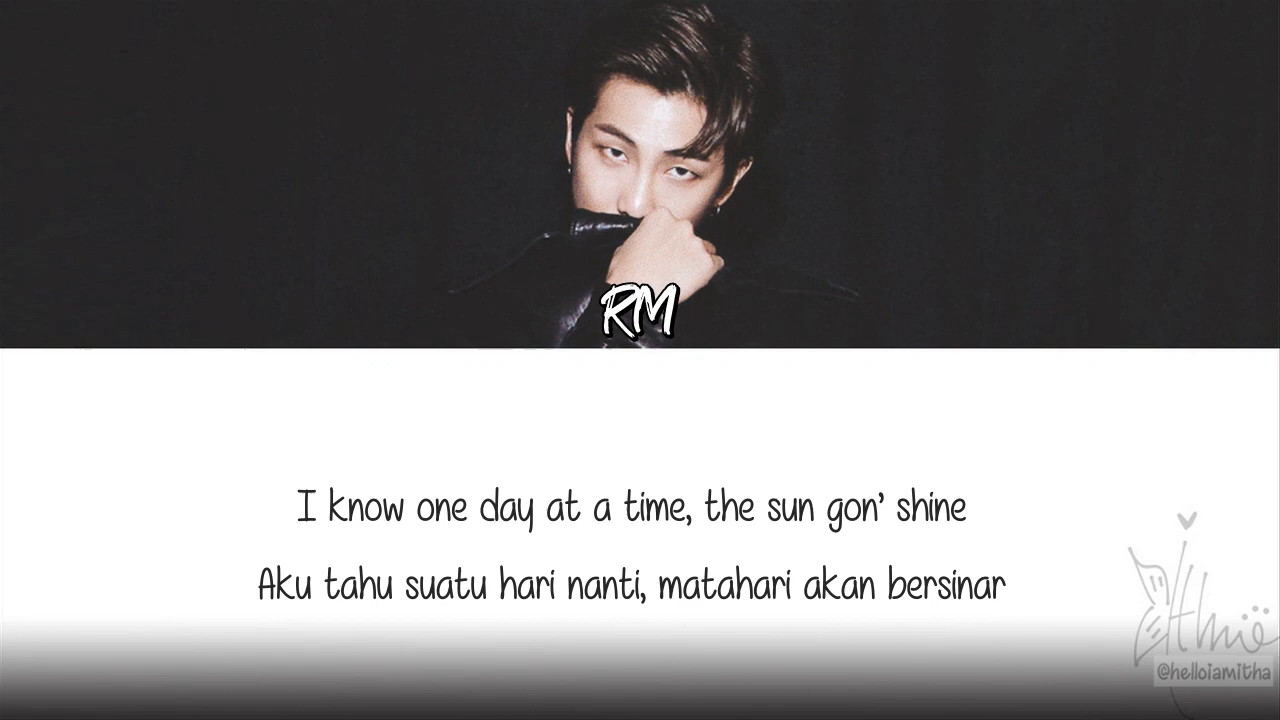 RM
I know one day at a time, the sun gon' shine
Aku tahu suatu hari nanti, matahari akan bersinar
@helloiamitha